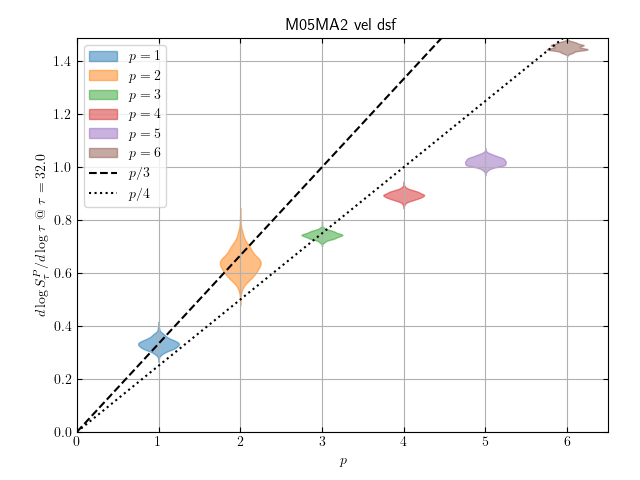 M05MA2 vel dsf
d log S_τ^P / d log τ @ τ = 32.0
1.4
1.2
1.0
0.8
0.6
0.4
0.2
0.0
p = 1
p = 2
p = 3
p = 4
p = 5
p = 6
p/3
p/4
0 1 2 3 4 5 6
p